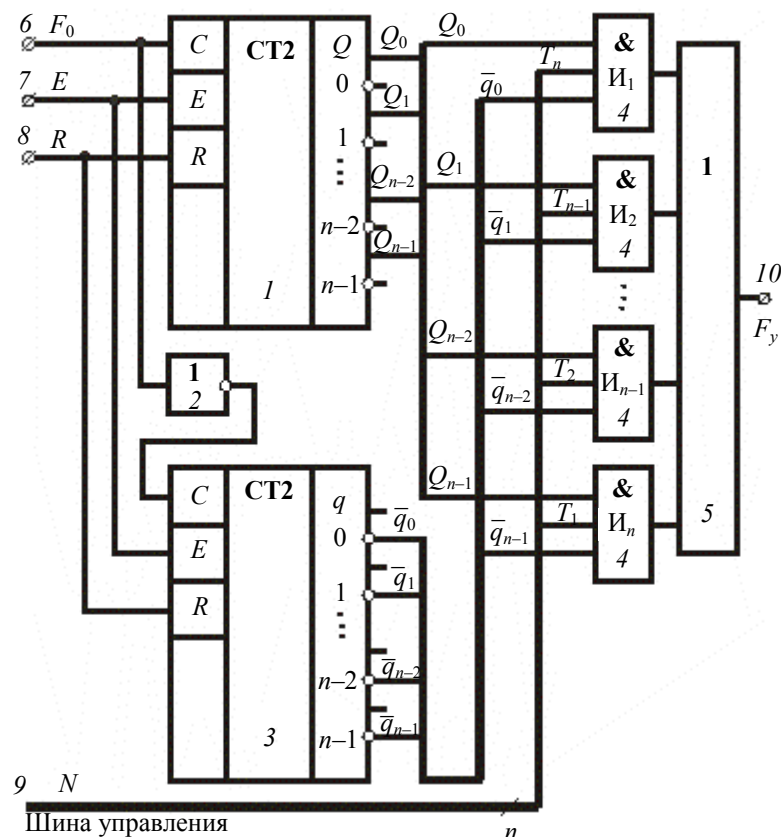 6 F₀ C CT2 Q Q₀ Q₀ & Tₙ
0 q̅₀ И₁
7 E E Q₁ 4
8 R R 1 Q₁ & 1
⋮ Qₙ₋₂ Tₙ₋₁ И₂
n–2 q̅₁ 4
Qₙ₋₁ ⋮ 10
1 n–1 Fᵧ
Qₙ₋₂ &
1 T₂ Иₙ₋₁
2 q̅ₙ₋₂ 4
C CT2 q Qₙ₋₁ &
q̅₀ T₁ Иₙ 5
E 0 q̅ₙ₋₁ 4
q̅₁
R 1
⋮
q̅ₙ₋₂
n–2
q̅ₙ₋₁
3 n–1
9 N
Шина управления n